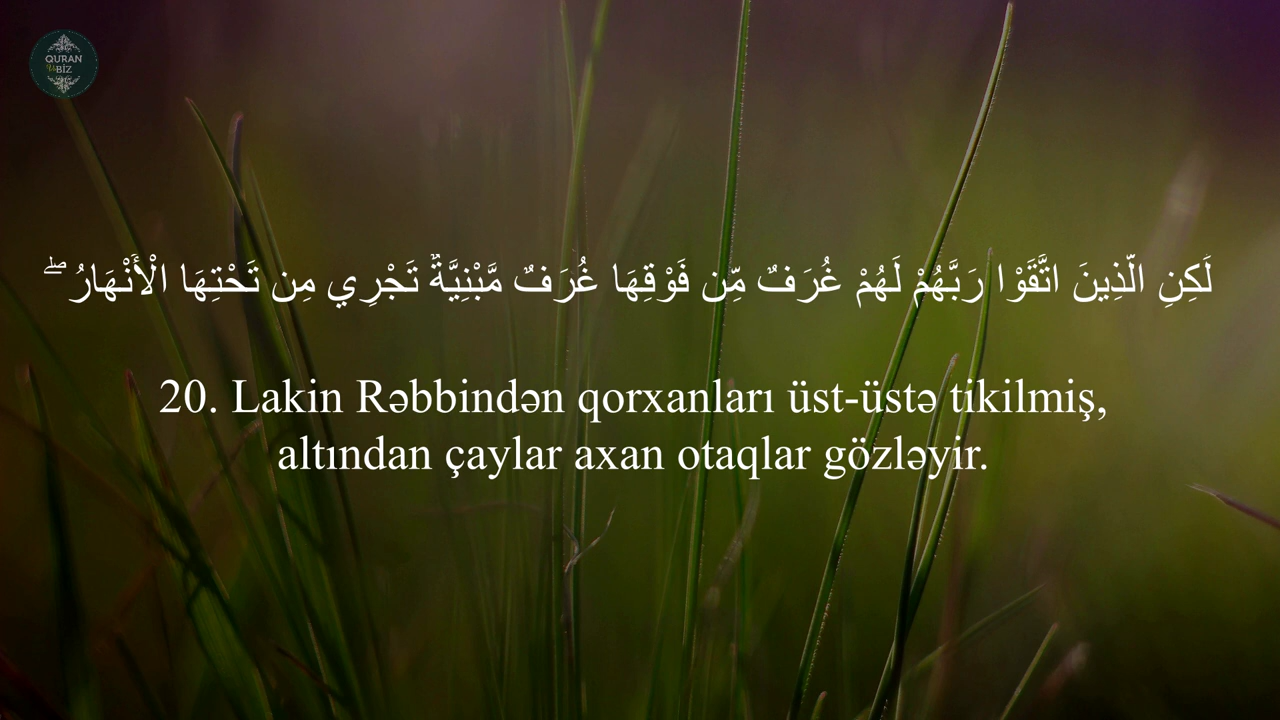 QURAN
Və
BİZ
لَكِنِ الَّذِينَ اتَّقَوْا رَبَّهُمْ لَهُمْ غُرَفٌ مِّن فَوْقِهَا غُرَفٌ مَّبْنِيَّةٌ تَجْرِي مِن تَحْتِهَا الْأَنْهَارُ ۖ
20. Lakin Rəbbindən qorxanları üst-üstə tikilmiş,
altından çaylar axan otaqlar gözləyir.